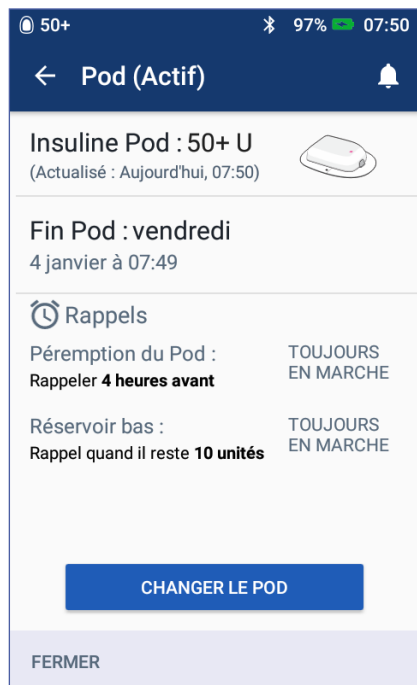 50+ 97% 07:50
Pod (Actif)
Insuline Pod : 50+ U
(Actualisé : Aujourd'hui, 07:50)
Fin Pod : vendredi
4 janvier à 07:49
Rappels
Péremption du Pod :
Rappeler 4 heures avant
TOUJOURS
EN MARCHE
Réservoir bas :
Rappel quand il reste 10 unités
TOUJOURS
EN MARCHE
CHANGER LE POD
FERMER